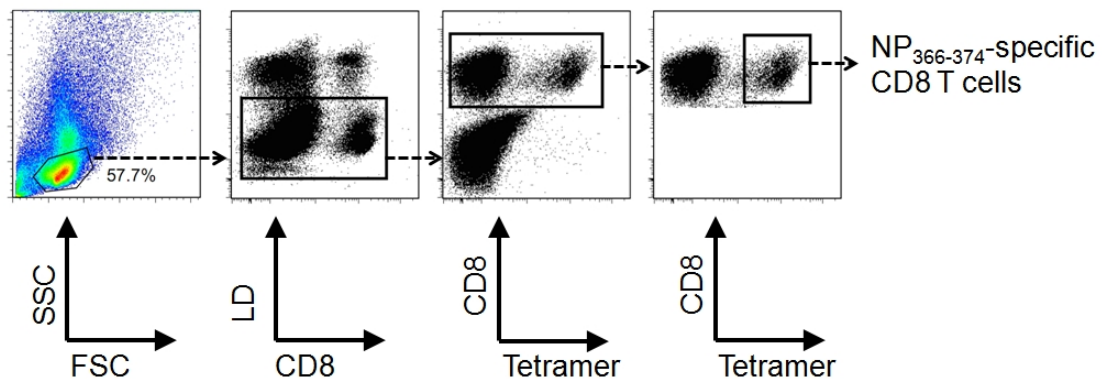 57.7%
NP366-374-specific
CD8 T cells
SSC
FSC
LD
CD8
CD8
Tetramer
CD8
Tetramer